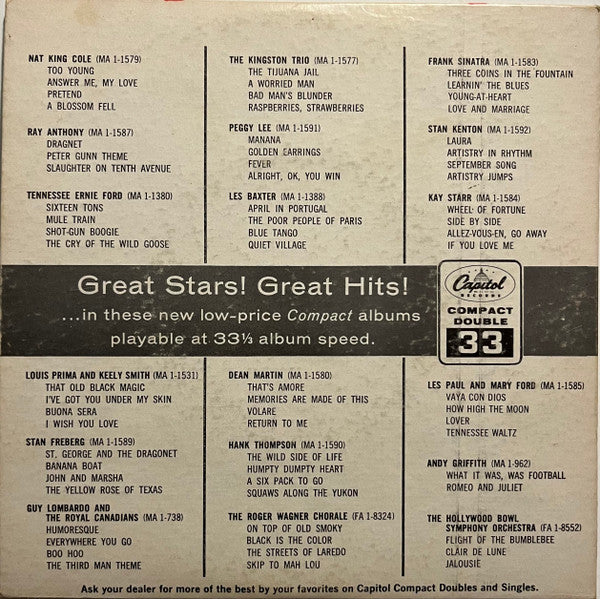 NAT KING COLE (MA 1-1579)
TOO YOUNG
ANSWER ME, MY LOVE
PRETEND
A BLOSSOM FELL
RAY ANTHONY (MA 1-1587)
DRAGNET
PETER GUNN THEME
SLAUGHTER ON TENTH AVENUE
TENNESSEE ERNIE FORD (MA 1-1380)
SIXTEEN TONS
MULE TRAIN
SHOT-GUN BOOGIE
THE CRY OF THE WILD GOOSE
THE KINGSTON TRIO (MA 1-1577)
THE TIJUANA JAIL
A WORRIED MAN
BAD MAN'S BLUNDER
RASPBERRIES, STRAWBERRIES
PEGGY LEE (MA 1-1591)
MANANA
GOLDEN EARRINGS
FEVER
ALRIGHT, OK, YOU WIN
LES BAXTER (MA 1-1388)
APRIL IN PORTUGAL
THE POOR PEOPLE OF PARIS
BLUE TANGO
QUIET VILLAGE
FRANK SINATRA (MA 1-1583)
THREE COINS IN THE FOUNTAIN
LEARNIN' THE BLUES
YOUNG-AT-HEART
LOVE AND MARRIAGE
STAN KENTON (MA 1-1592)
LAURA
ARTISTRY IN RHYTHM
SEPTEMBER SONG
ARTISTRY JUMPS
KAY STARR (MA 1-1584)
WHEEL OF FORTUNE
SIDE BY SIDE
ALLEZ-VOUS-EN, GO AWAY
IF YOU LOVE ME
Great Stars! Great Hits!
...in these new low-price Compact albums
playable at 33⅓ album speed.
Capitol
RECORDS
COMPACT
DOUBLE
33
LOUIS PRIMA AND KEELY SMITH (MA 1-1531)
THAT OLD BLACK MAGIC
I'VE GOT YOU UNDER MY SKIN
BUONA SERA
I WISH YOU LOVE
STAN FREBERG (MA 1-1589)
ST. GEORGE AND THE DRAGONET
BANANA BOAT
JOHN AND MARSHA
THE YELLOW ROSE OF TEXAS
GUY LOMBARDO AND
THE ROYAL CANADIANS (MA 1-738)
HUMORESQUE
EVERYWHERE YOU GO
BOO HOO
THE THIRD MAN THEME
DEAN MARTIN (MA 1-1580)
THAT'S AMORE
MEMORIES ARE MADE OF THIS
VOLARE
RETURN TO ME
HANK THOMPSON (MA 1-1590)
THE WILD SIDE OF LIFE
HUMPTY DUMPTY HEART
A SIX PACK TO GO
SQUAWS ALONG THE YUKON
THE ROGER WAGNER CHORALE (FA 1-8324)
ON TOP OF OLD SMOKY
BLACK IS THE COLOR
THE STREETS OF LAREDO
SKIP TO MAH LOU
LES PAUL AND MARY FORD (MA 1-1585)
VAYA CON DIOS
HOW HIGH THE MOON
LOVER
TENNESSEE WALTZ
ANDY GRIFFITH (MA 1-962)
WHAT IT WAS, WAS FOOTBALL
ROMEO AND JULIET
THE HOLLYWOOD BOWL
SYMPHONY ORCHESTRA (FA 1-8552)
FLIGHT OF THE BUMBLEBEE
CLAIR DE LUNE
JALOUSIE
Ask your dealer for more of the best by your favorites on Capitol Compact Doubles and Singles.